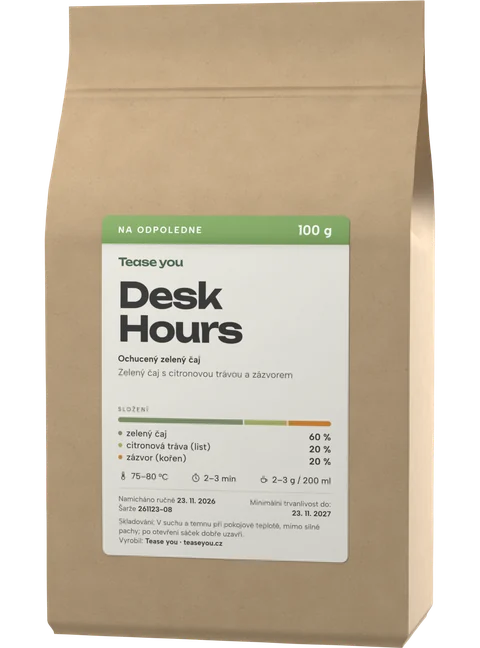 NA ODPOLEDNE 100 g
Tease you
Desk
Hours
Ochucený zelený čaj
Zelený čaj s citronovou trávou a zázvorem
SLOŽENÍ
zelený čaj 60 %
citronová tráva (list) 20 %
zázvor (kořen) 20 %
75–80 °C 2–3 min 2–3 g / 200 ml
Namícháno ručně 23. 11. 2026
Šarže 261123–08
Minimální trvanlivost do:
23. 11. 2027
Skladování: V suchu a temnu při pokojové teplotě, mimo silné
pachy; po otevření sáček dobře uzavři.
Vyrobil: Tease you · teaseyou.cz